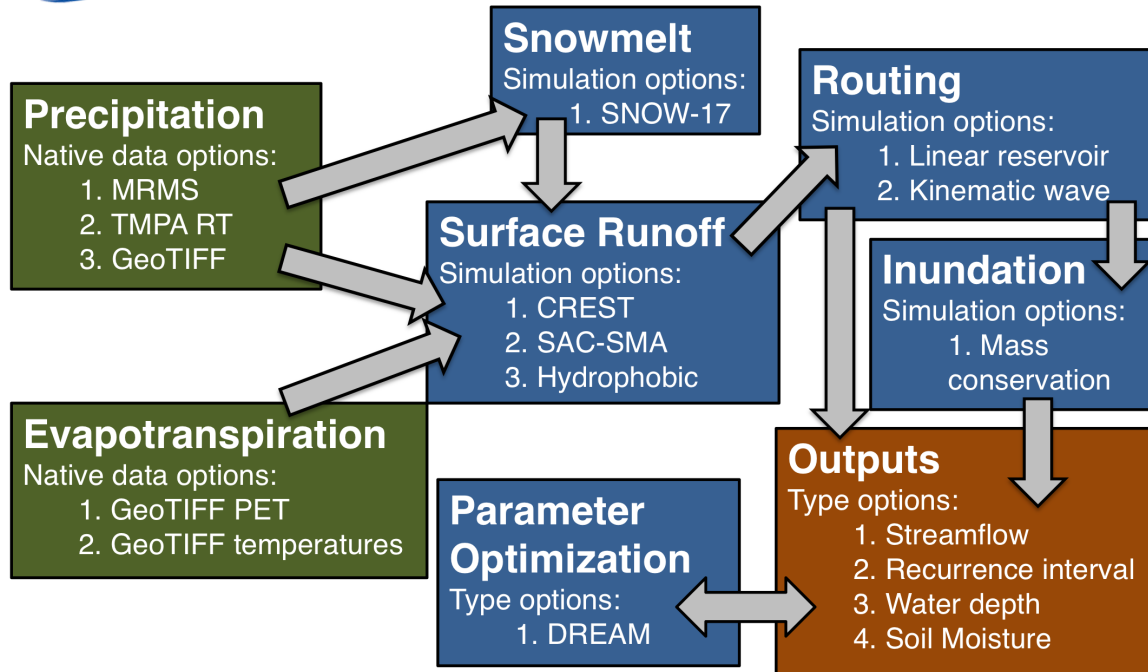 Precipitation
Native data options:
1. MRMS
2. TMPA RT
3. GeoTIFF
Snowmelt
Simulation options:
1. SNOW-17
Routing
Simulation options:
1. Linear reservoir
2. Kinematic wave
Surface Runoff
Simulation options:
1. CREST
2. SAC-SMA
3. Hydrophobic
Inundation
Simulation options:
1. Mass
conservation
Evapotranspiration
Native data options:
1. GeoTIFF PET
2. GeoTIFF temperatures
Parameter
Optimization
Type options:
1. DREAM
Outputs
Type options:
1. Streamflow
2. Recurrence interval
3. Water depth
4. Soil Moisture